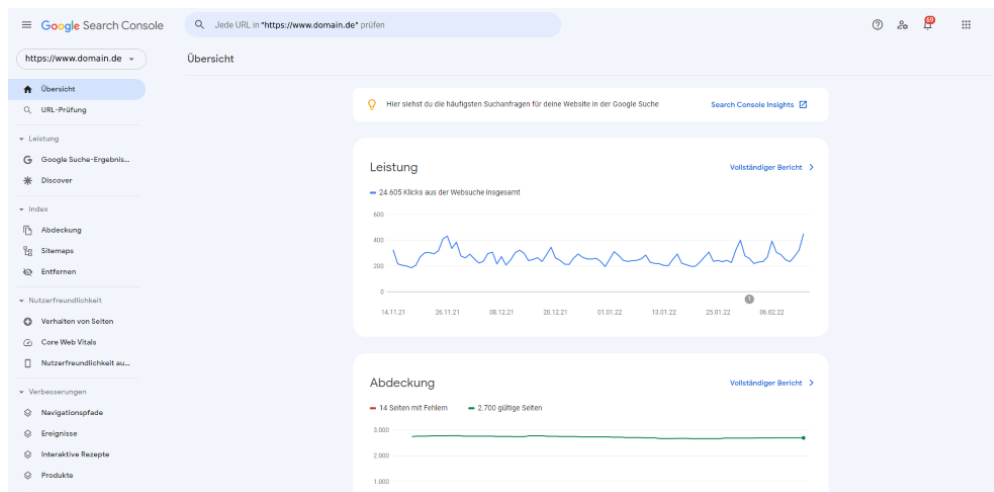 Google Search Console
Jede URL in "https://www.domain.de" prüfen
69
https://www.domain.de
Übersicht
Übersicht
URL-Prüfung
Leistung
Google Suche-Ergebnis...
Discover
Index
Abdeckung
Sitemaps
Entfernen
Nutzerfreundlichkeit
Verhalten von Seiten
Core Web Vitals
Nutzerfreundlichkeit au...
Verbesserungen
Navigationspfade
Ereignisse
Interaktive Rezepte
Produkte
Hier siehst du die häufigsten Suchanfragen für deine Website in der Google Suche
Search Console Insights
Leistung
Vollständiger Bericht
24.605 Klicks aus der Websuche insgesamt
600
400
200
0
1
14.11.21 26.11.21 08.12.21 20.12.21 01.01.22 13.01.22 25.01.22 06.02.22
Abdeckung
Vollständiger Bericht
14 Seiten mit Fehlern 2.700 gültige Seiten
3.000
2.000
1.000